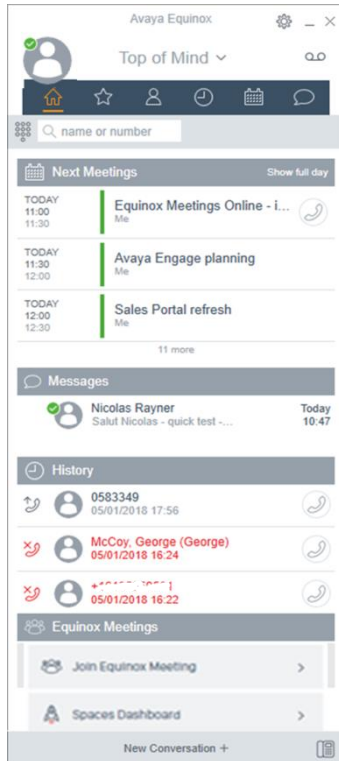 Avaya Equinox
Top of Mind
name or number
Next Meetings
Show full day
TODAY
11:00
11:30
Equinox Meetings Online - i...
Me
TODAY
11:30
12:00
Avaya Engage planning
Me
TODAY
12:00
12:30
Sales Portal refresh
Me
11 more
Messages
Nicolas Rayner
Salut Nicolas - quick test -...
Today
10:47
History
0583349
05/01/2018 17:56
McCoy, George (George)
05/01/2018 16:24
05/01/2018 16:22
Equinox Meetings
Join Equinox Meeting
Spaces Dashboard
New Conversation +